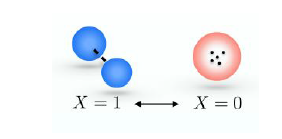 X = 1 ⟷ X = 0